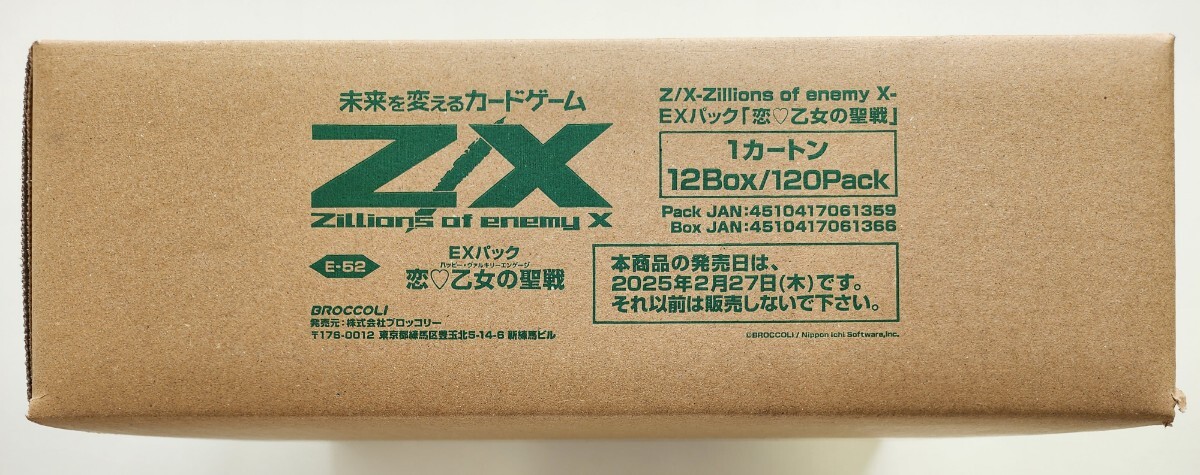 未来を変えるカードゲーム
Z/X
Zillions of enemy X
E-52
EXパック
ハッピー・ヴァルキリーエンゲージ
恋♡乙女の聖戦
BROCCOLI
発売元：株式会社ブロッコリー
〒176-0012 東京都練馬区豊玉北5-14-6 新練馬ビル
Z/X-Zillions of enemy X-
EXパック「恋♡乙女の聖戦」
1カートン
12Box/120Pack
Pack JAN:4510417061359
Box JAN:4510417061366
本商品の発売日は、
2025年2月27日(木)です。
それ以前は販売しないで下さい。
©BROCCOLI / Nippon Ichi Software,Inc.